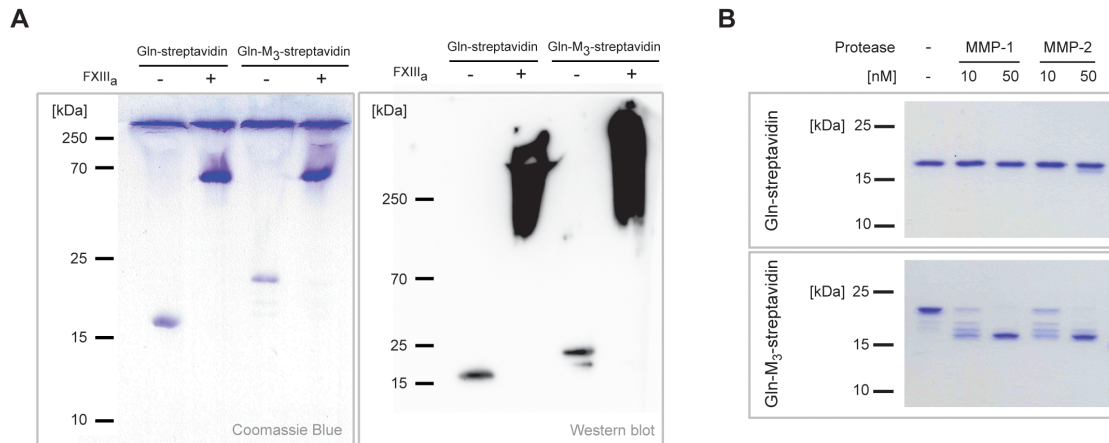 A
Gln-streptavidin Gln-M3-streptavidin
FXIIIa - + - +
[kDa]
250
70
25
15
10
Coomassie Blue
Gln-streptavidin Gln-M3-streptavidin
FXIIIa - + - +
[kDa]
250
70
25
15
Western blot
B
Protease - MMP-1 MMP-2
[nM] - 10 50 10 50
Gln-streptavidin
[kDa] 25
15
10
Gln-M3-streptavidin
[kDa] 25
15
10